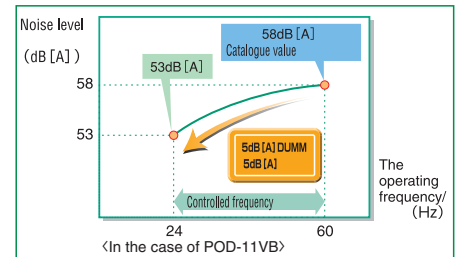 Noise level
(dB [A] )
58dB [A]
Catalogue value
53dB [A]
58
53
5dB [A] DUMM
5dB [A]
The
operating
frequency/
(Hz)
Controlled frequency
24
60
〈In the case of POD-11VB〉